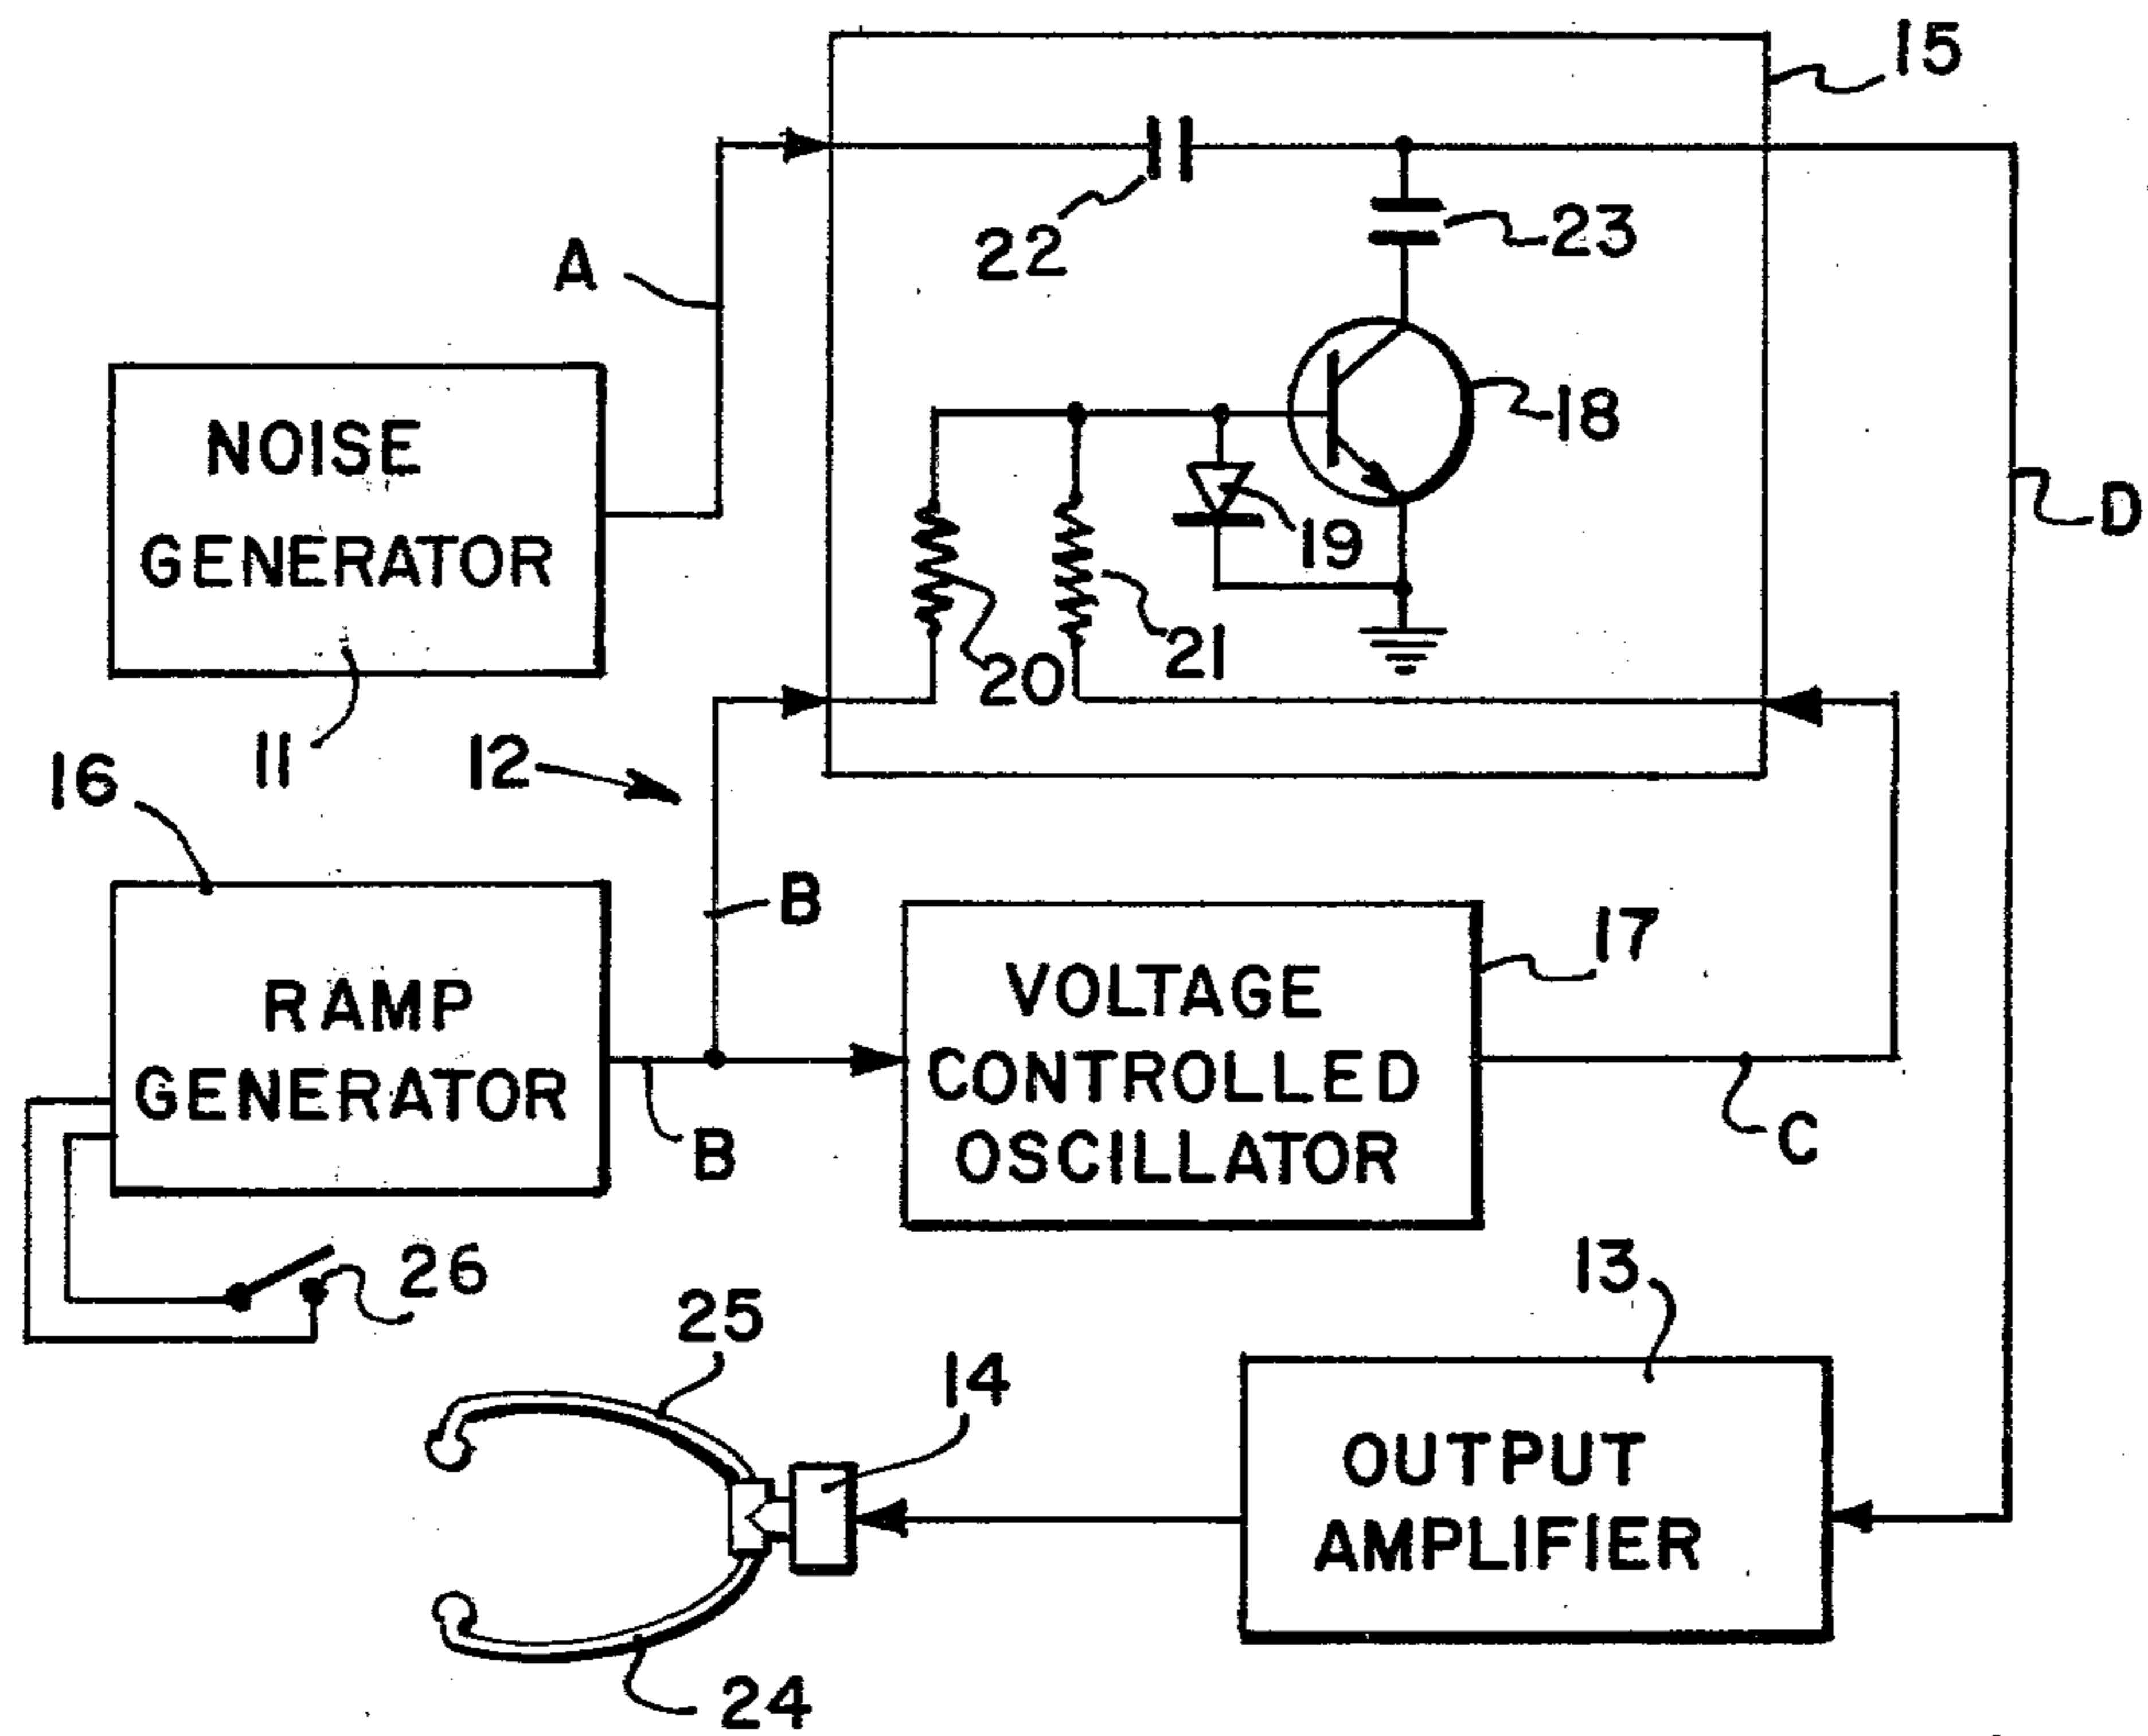 15
22
23
A
NOISE
GENERATOR
18
19
D
20
21
11
12
16
B
17
RAMP
GENERATOR
VOLTAGE
CONTROLLED
OSCILLATOR
B
C
26
13
25
14
OUTPUT
AMPLIFIER
24